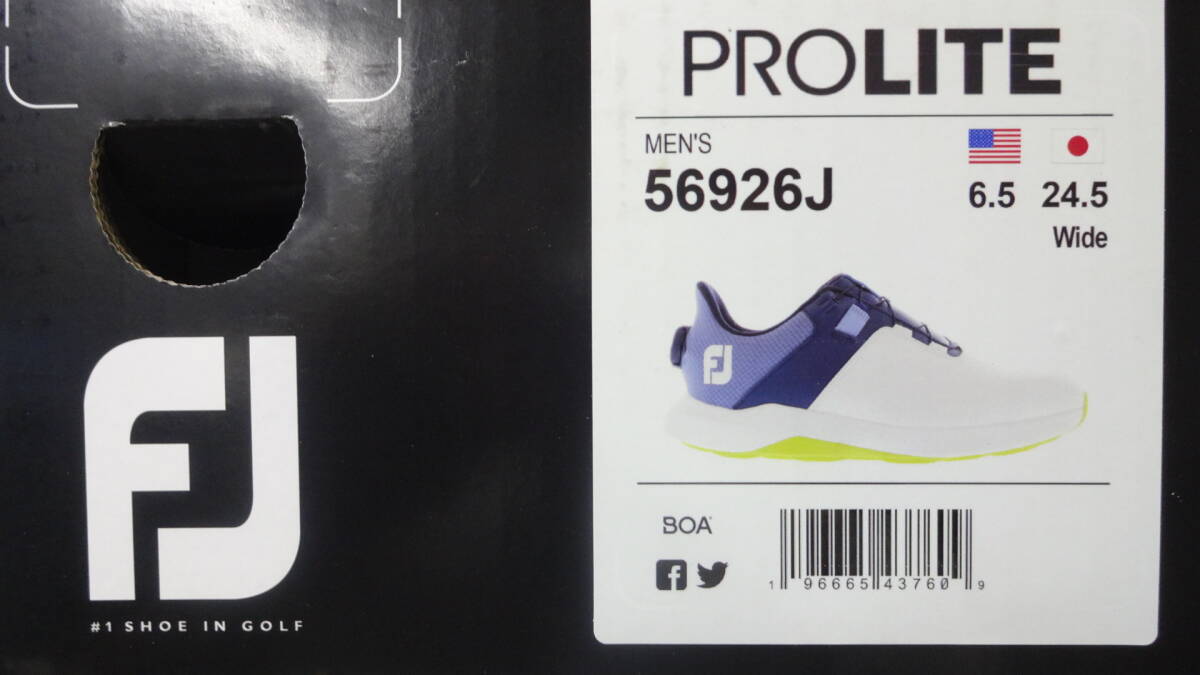 FJ
#1 SHOE IN GOLF
PROLITE
MEN'S
56926J
6.5 24.5
Wide
FJ
BOA
1 96665 43760 9